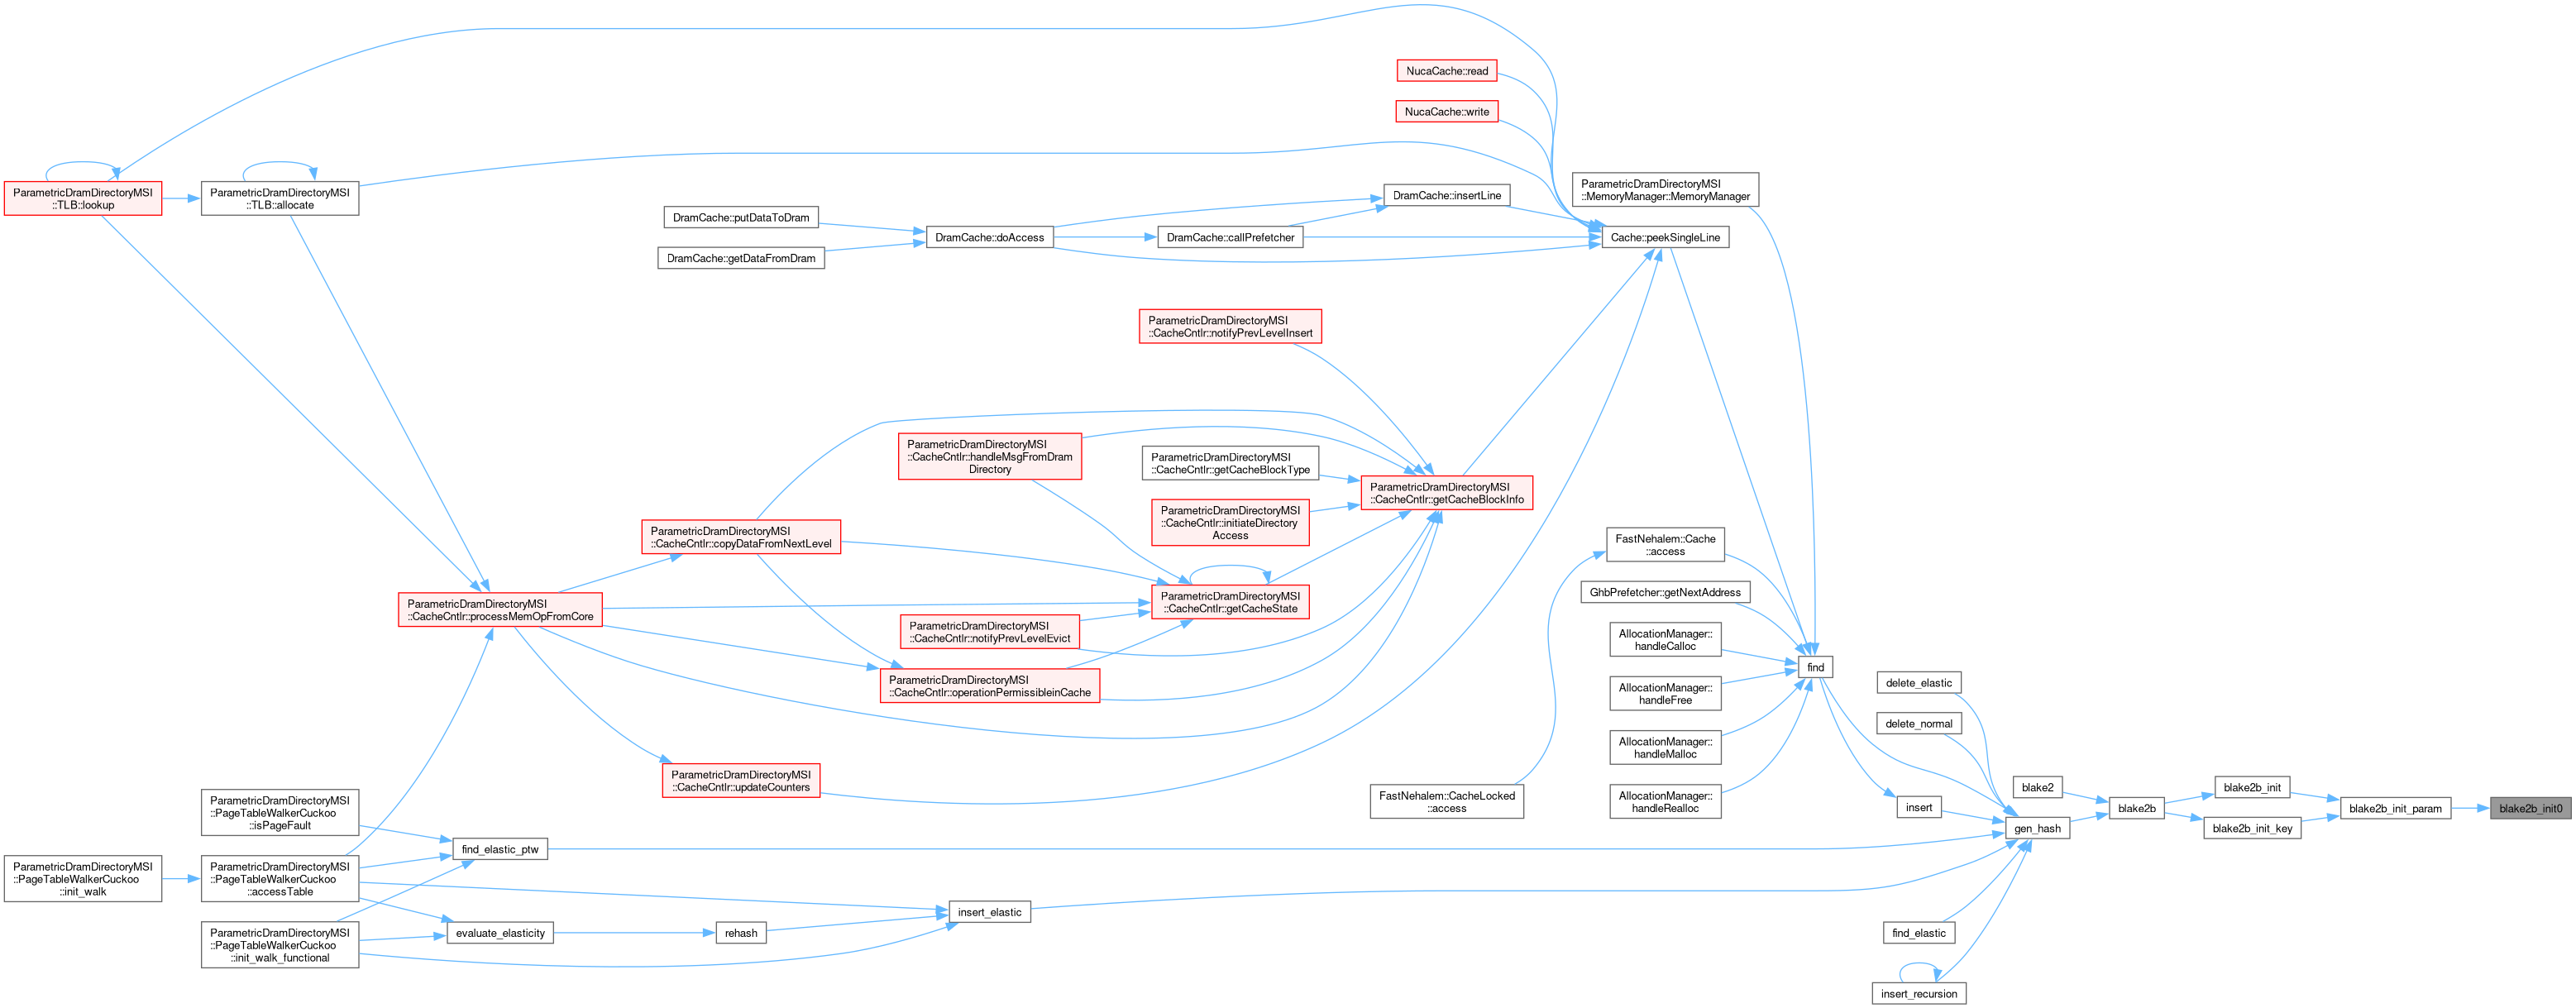 NucaCache::read
NucaCache::write
ParametricDramDirectoryMSI
::TLB::lookup
ParametricDramDirectoryMSI
::TLB::allocate
DramCache::putDataToDram
DramCache::getDataFromDram
DramCache::doAccess
DramCache::insertLine
DramCache::callPrefetcher
ParametricDramDirectoryMSI
::MemoryManager::MemoryManager
Cache::peekSingleLine
ParametricDramDirectoryMSI
::CacheCntlr::notifyPrevLevelInsert
ParametricDramDirectoryMSI
::CacheCntlr::handleMsgFromDram
Directory
ParametricDramDirectoryMSI
::CacheCntlr::getCacheBlockType
ParametricDramDirectoryMSI
::CacheCntlr::getCacheBlockInfo
ParametricDramDirectoryMSI
::CacheCntlr::initiateDirectory
Access
ParametricDramDirectoryMSI
::CacheCntlr::copyDataFromNextLevel
FastNehalem::Cache
::access
ParametricDramDirectoryMSI
::CacheCntlr::processMemOpFromCore
ParametricDramDirectoryMSI
::CacheCntlr::getCacheState
GhbPrefetcher::getNextAddress
ParametricDramDirectoryMSI
::CacheCntlr::notifyPrevLevelEvict
AllocationManager::
handleCalloc
ParametricDramDirectoryMSI
::CacheCntlr::operationPermissibleinCache
AllocationManager::
handleFree
find
delete_elastic
delete_normal
AllocationManager::
handleMalloc
ParametricDramDirectoryMSI
::CacheCntlr::updateCounters
FastNehalem::CacheLocked
::access
AllocationManager::
handleRealloc
insert
gen_hash
blake2
blake2b
blake2b_init
blake2b_init_key
blake2b_init_param
blake2b_init0
ParametricDramDirectoryMSI
::PageTableWalkerCuckoo
::isPageFault
find_elastic_ptw
ParametricDramDirectoryMSI
::PageTableWalkerCuckoo
::init_walk
ParametricDramDirectoryMSI
::PageTableWalkerCuckoo
::accessTable
ParametricDramDirectoryMSI
::PageTableWalkerCuckoo
::init_walk_functional
evaluate_elasticity
rehash
insert_elastic
find_elastic
insert_recursion